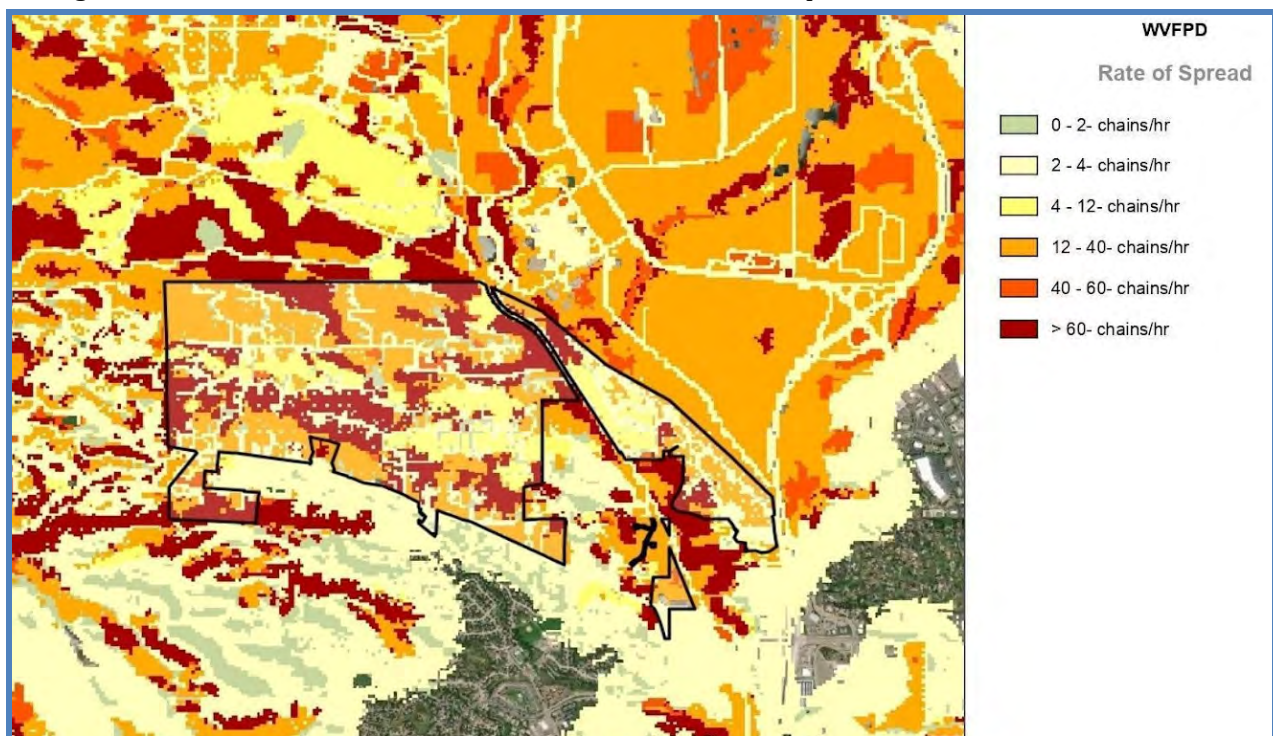 WVFPD
Rate of Spread
0 - 2- chains/hr
2 - 4- chains/hr
4 - 12- chains/hr
12 - 40- chains/hr
40 - 60- chains/hr
> 60- chains/hr